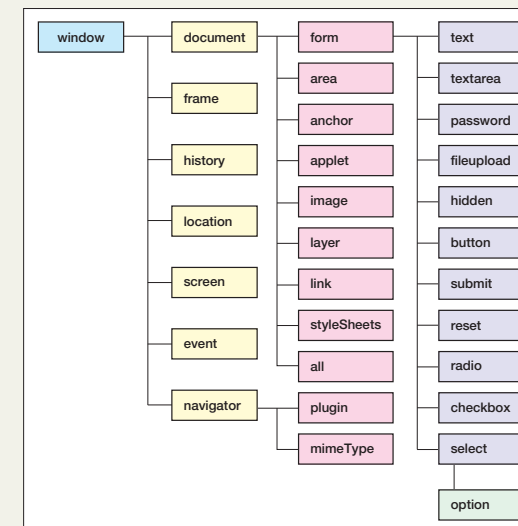 window
document
form
text
area
textarea
frame
anchor
password
history
applet
fileupload
image
hidden
location
layer
button
screen
link
submit
styleSheets
reset
event
all
radio
navigator
plugin
checkbox
mimeType
select
option